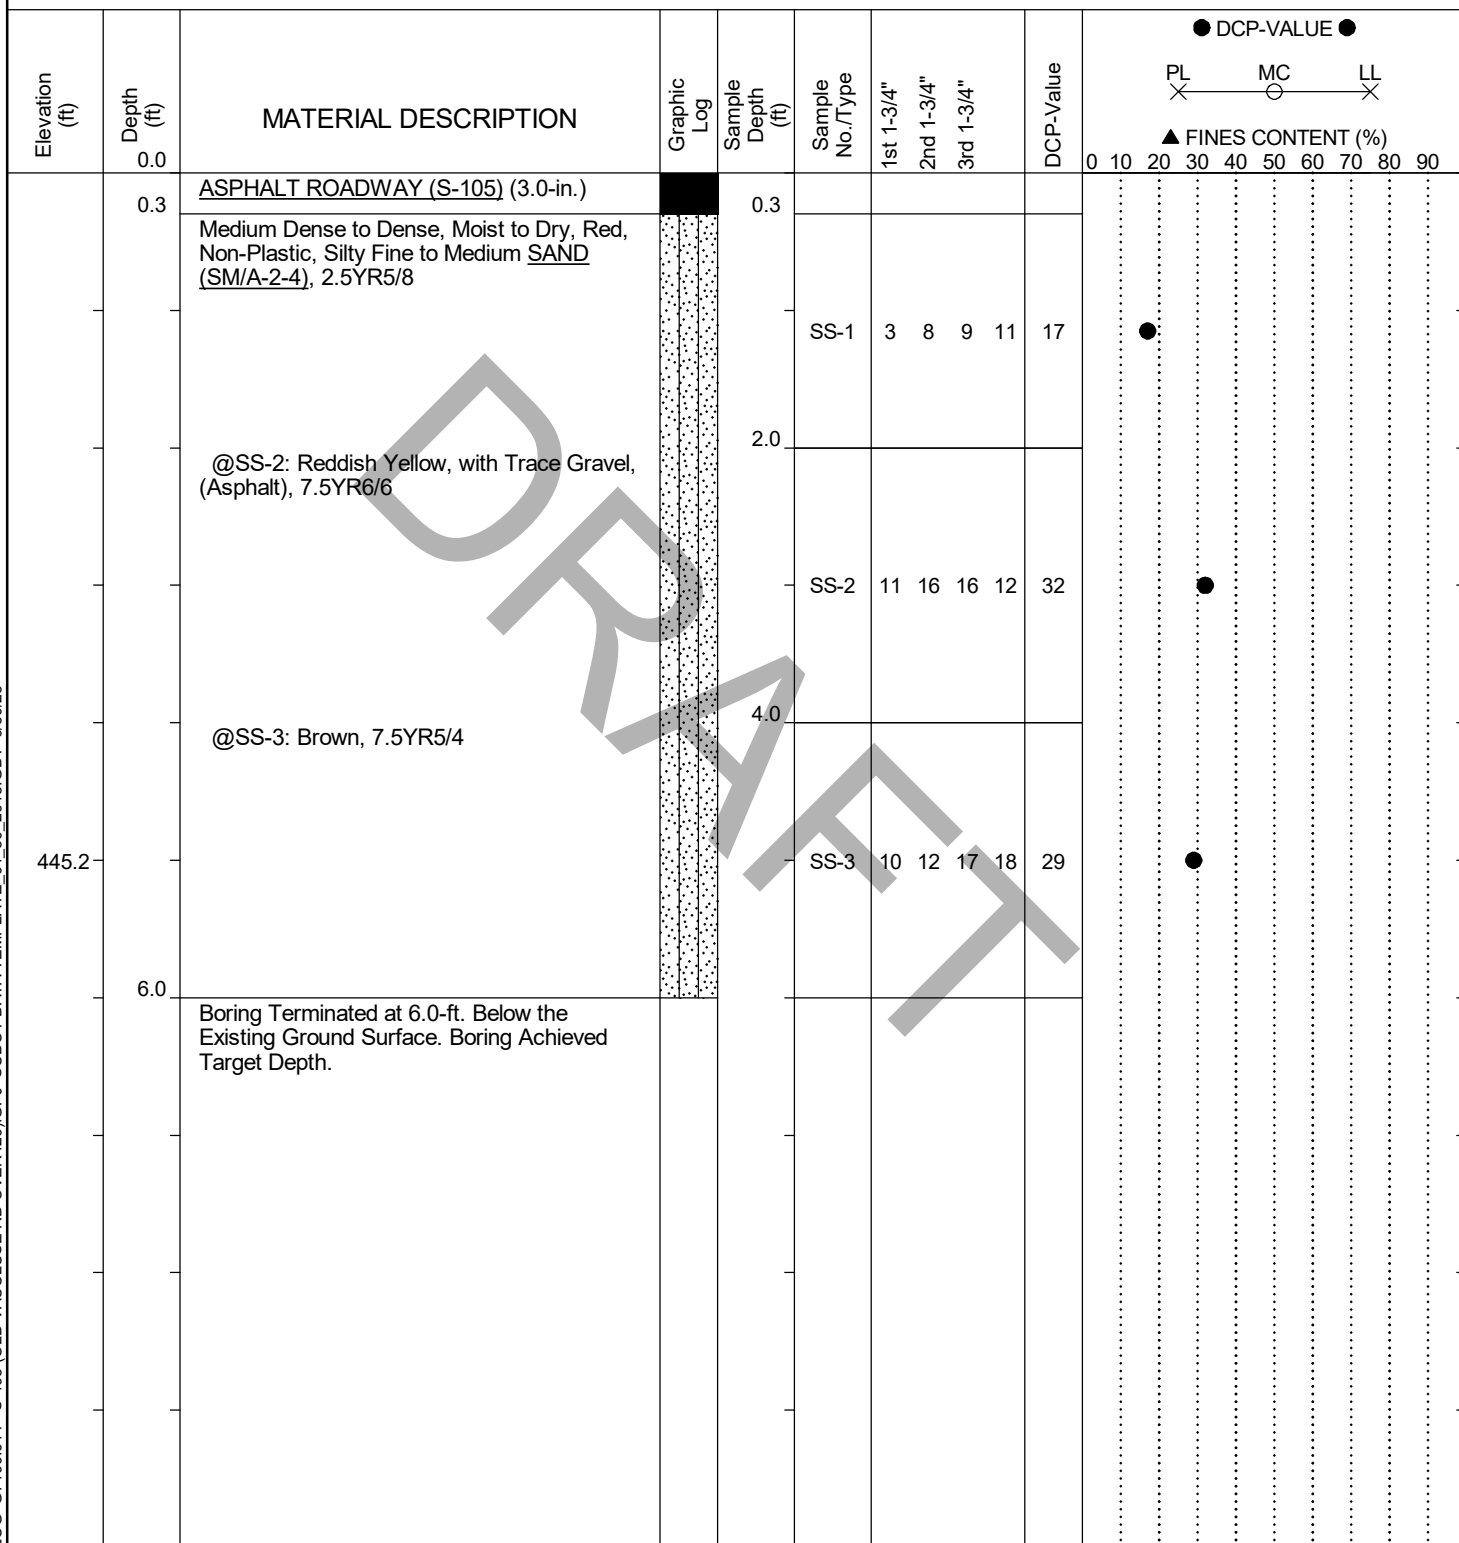 ● DCP-VALUE ●
PL MC LL
▲ FINES CONTENT (%)
0 10 20 30 40 50 60 70 80 90
Elevation
(ft)
Depth
(ft)
0.0
MATERIAL DESCRIPTION
Graphic
Log
Sample
Depth
(ft)
Sample
No./Type
1st 1-3/4"
2nd 1-3/4"
3rd 1-3/4"
DCP-Value
0.3
ASPHALT ROADWAY (S-105) (3.0-in.)
0.3
Medium Dense to Dense, Moist to Dry, Red,
Non-Plastic, Silty Fine to Medium SAND
(SM/A-2-4), 2.5YR5/8
SS-1 3 8 9 11 17
2.0
@SS-2: Reddish Yellow, with Trace Gravel,
(Asphalt), 7.5YR6/6
SS-2 11 16 16 12 32
4.0
@SS-3: Brown, 7.5YR5/4
445.2
SS-3 10 12 17 18 29
6.0
Boring Terminated at 6.0-ft. Below the
Existing Ground Surface. Boring Achieved
Target Depth.
DRAFT